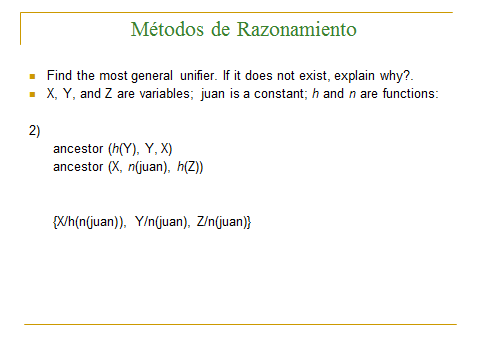 Métodos de Razonamiento
Find the most general unifier. If it does not exist, explain why?.
X, Y, and Z are variables; juan is a constant; h and n are functions:
2)
ancestor (h(Y), Y, X)
ancestor (X, n(juan), h(Z))
{X/h(n(juan)), Y/n(juan), Z/n(juan)}